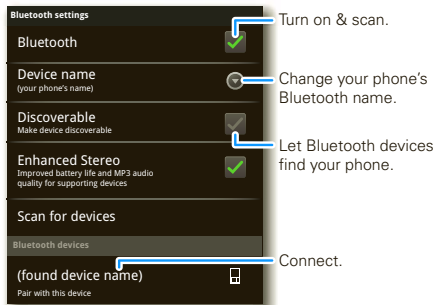 Bluetooth settings
Turn on & scan.
Bluetooth
Device name
(your phone's name)
Change your phone's
Bluetooth name.
Discoverable
Make device discoverable
Let Bluetooth devices
find your phone.
Enhanced Stereo
Improved battery life and MP3 audio
quality for supporting devices
Scan for devices
Bluetooth devices
Connect.
(found device name)
Pair with this device